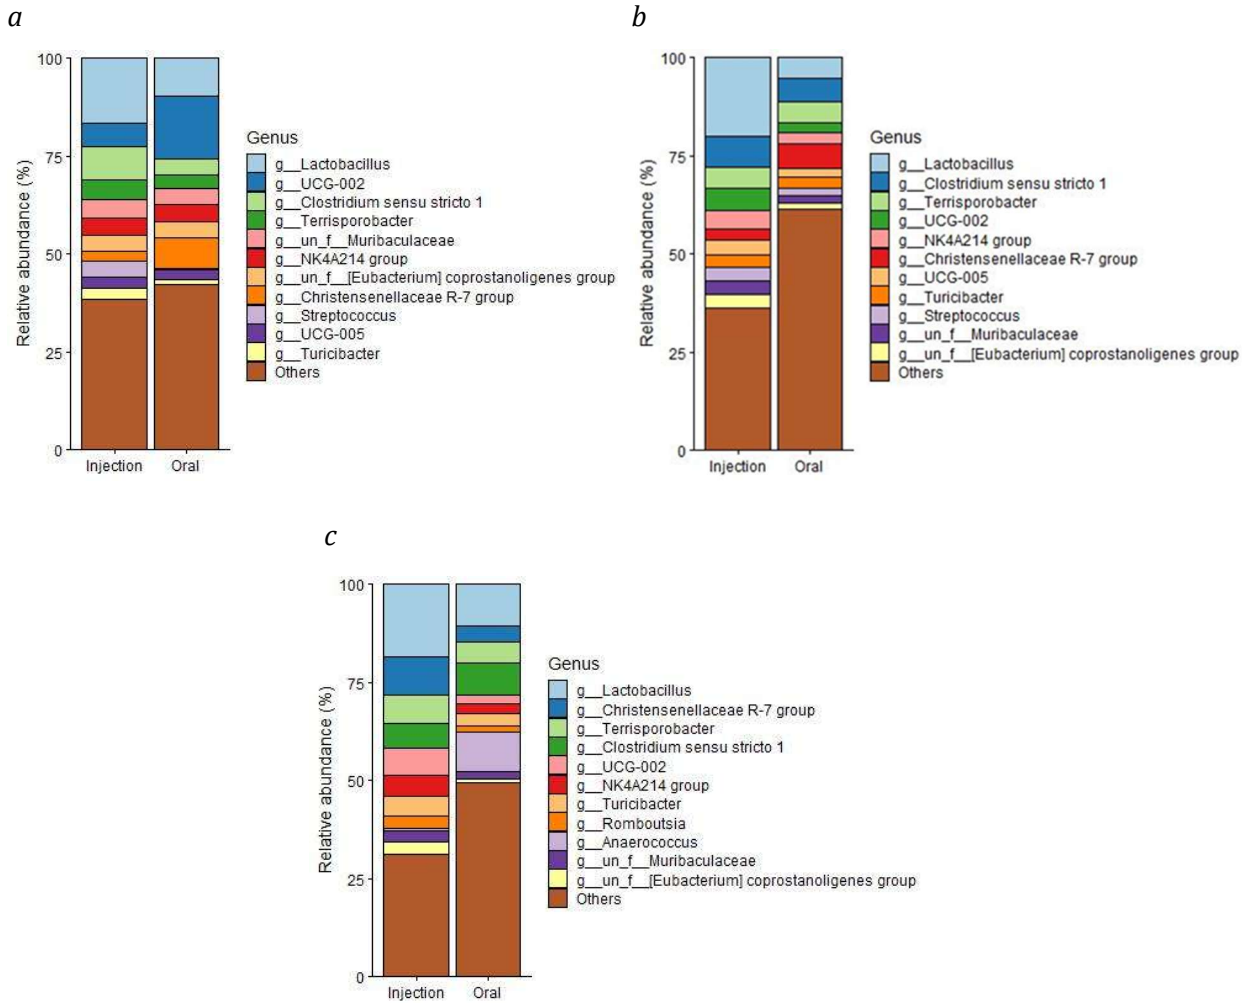 a
Relative abundance (%)
100
75
50
25
0
Injection
Oral
Genus
g__Lactobacillus
g__UCG-002
g__Clostridium sensu stricto 1
g__Terrisporobacter
g__un_f__Muribaculaceae
g__NK4A214 group
g__un_f__[Eubacterium] coprostanoligenes group
g__Christensenellaceae R-7 group
g__Streptococcus
g__UCG-005
g__Turicibacter
Others
b
Relative abundance (%)
100
75
50
25
0
Injection
Oral
Genus
g__Lactobacillus
g__Clostridium sensu stricto 1
g__Terrisporobacter
g__UCG-002
g__NK4A214 group
g__Christensenellaceae R-7 group
g__UCG-005
g__Turicibacter
g__Streptococcus
g__un_f__Muribaculaceae
g__un_f__[Eubacterium] coprostanoligenes group
Others
c
Relative abundance (%)
100
75
50
25
0
Injection
Oral
Genus
g__Lactobacillus
g__Christensenellaceae R-7 group
g__Terrisporobacter
g__Clostridium sensu stricto 1
g__UCG-002
g__NK4A214 group
g__Turicibacter
g__Romboutsia
g__Anaerococcus
g__un_f__Muribaculaceae
g__un_f__[Eubacterium] coprostanoligenes group
Others